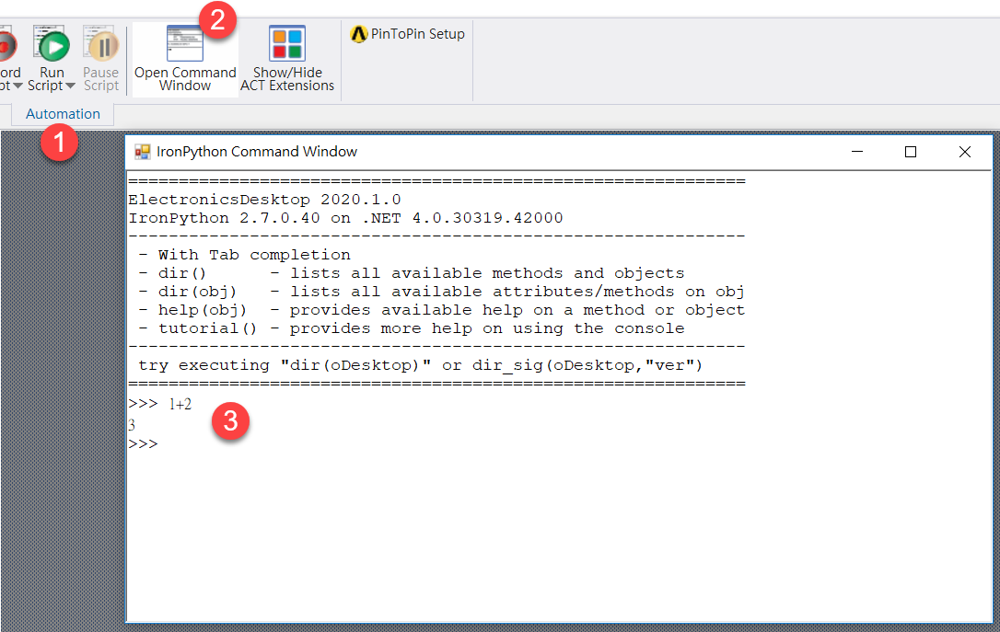 2
PinToPin Setup
ord Run Pause Open Command Show/Hide
pt Script Script Window ACT Extensions
Automation
1
IronPython Command Window
==============================================================
ElectronicsDesktop 2020.1.0
IronPython 2.7.0.40 on .NET 4.0.30319.42000
--------------------------------------------------------------
- With Tab completion
- dir() - lists all available methods and objects
- dir(obj) - lists all available attributes/methods on obj
- help(obj) - provides available help on a method or object
- tutorial() - provides more help on using the console
--------------------------------------------------------------
try executing "dir(oDesktop)" or dir_sig(oDesktop,"ver")
==============================================================
>>> 1+2
3
3
>>>